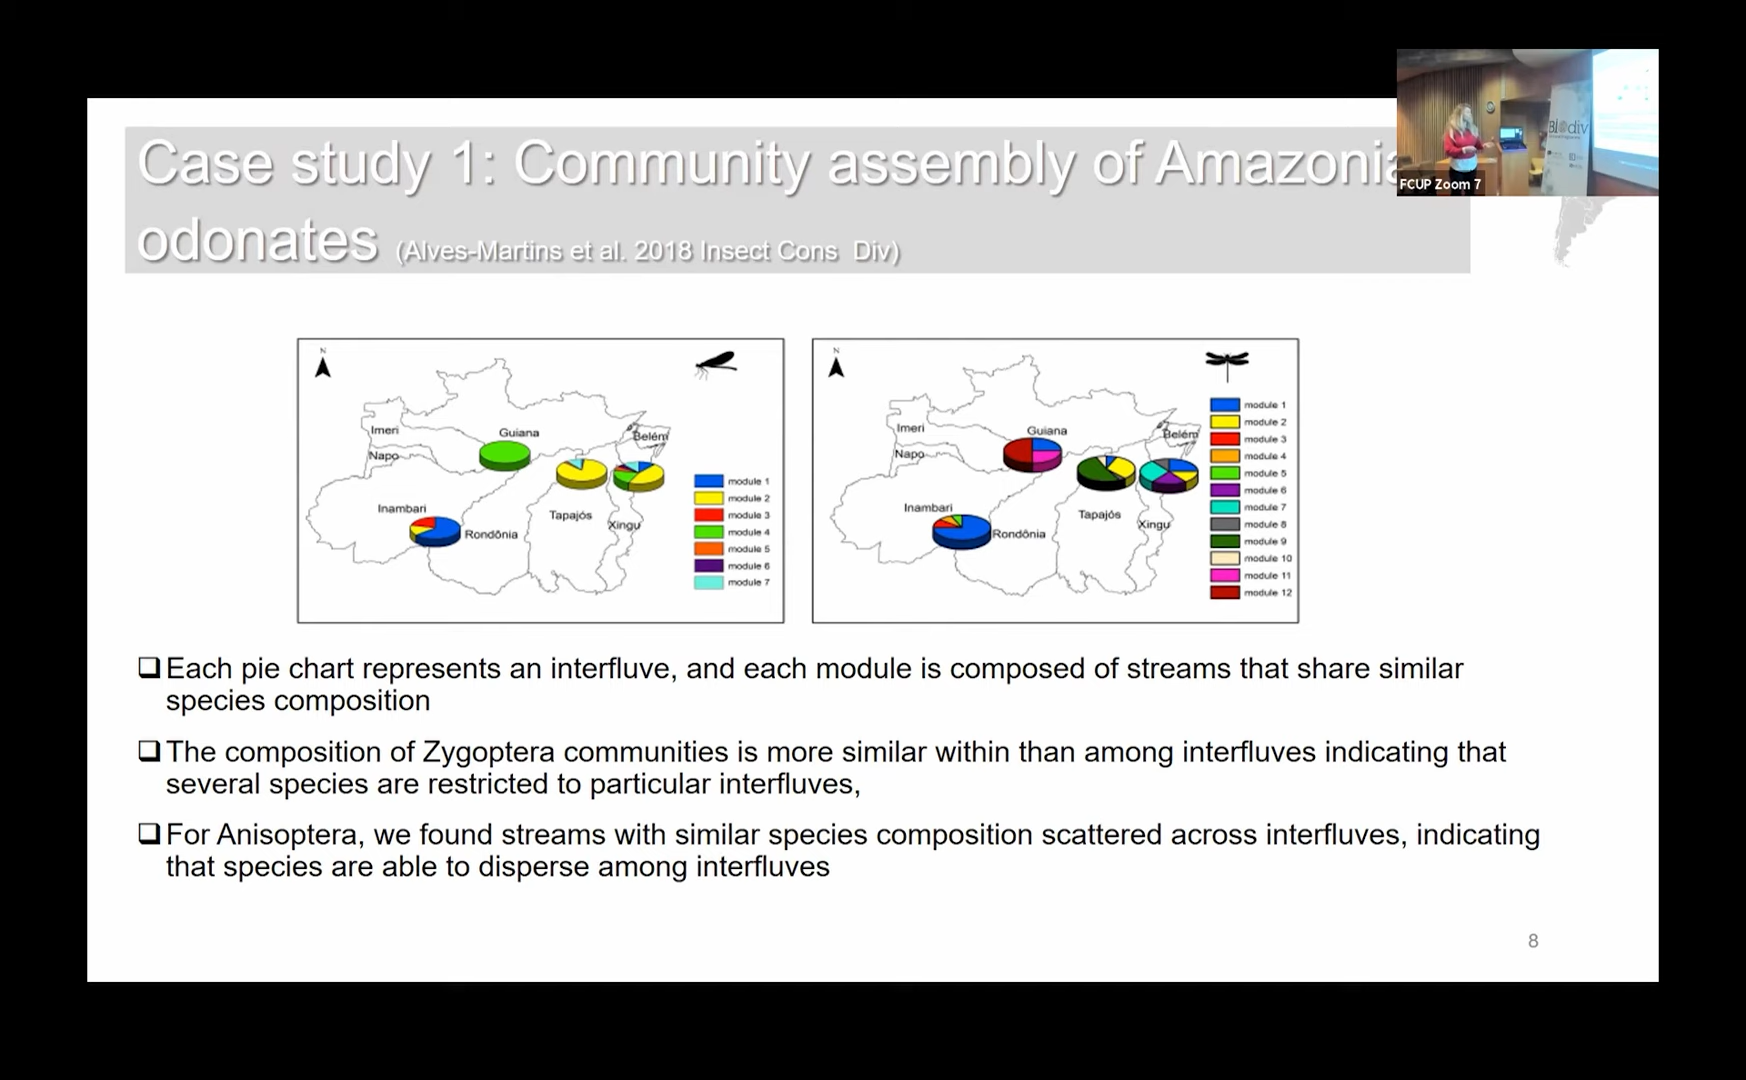 Case study 1: Community assembly of Amazonia
odonates (Alves-Martins et al. 2018 Insect Cons Div)
FCUP Zoom 7
BIodiv
N
Imeri
Napo
Guiana
Belém
Inambari
Rondônia
Tapajós
Xingu
module 1
module 2
module 3
module 4
module 5
module 6
module 7
N
Imeri
Napo
Guiana
Belém
Inambari
Rondônia
Tapajós
Xingu
module 1
module 2
module 3
module 4
module 5
module 6
module 7
module 8
module 9
module 10
module 11
module 12
Each pie chart represents an interfluve, and each module is composed of streams that share similar
species composition
The composition of Zygoptera communities is more similar within than among interfluves indicating that
several species are restricted to particular interfluves,
For Anisoptera, we found streams with similar species composition scattered across interfluves, indicating
that species are able to disperse among interfluves
8